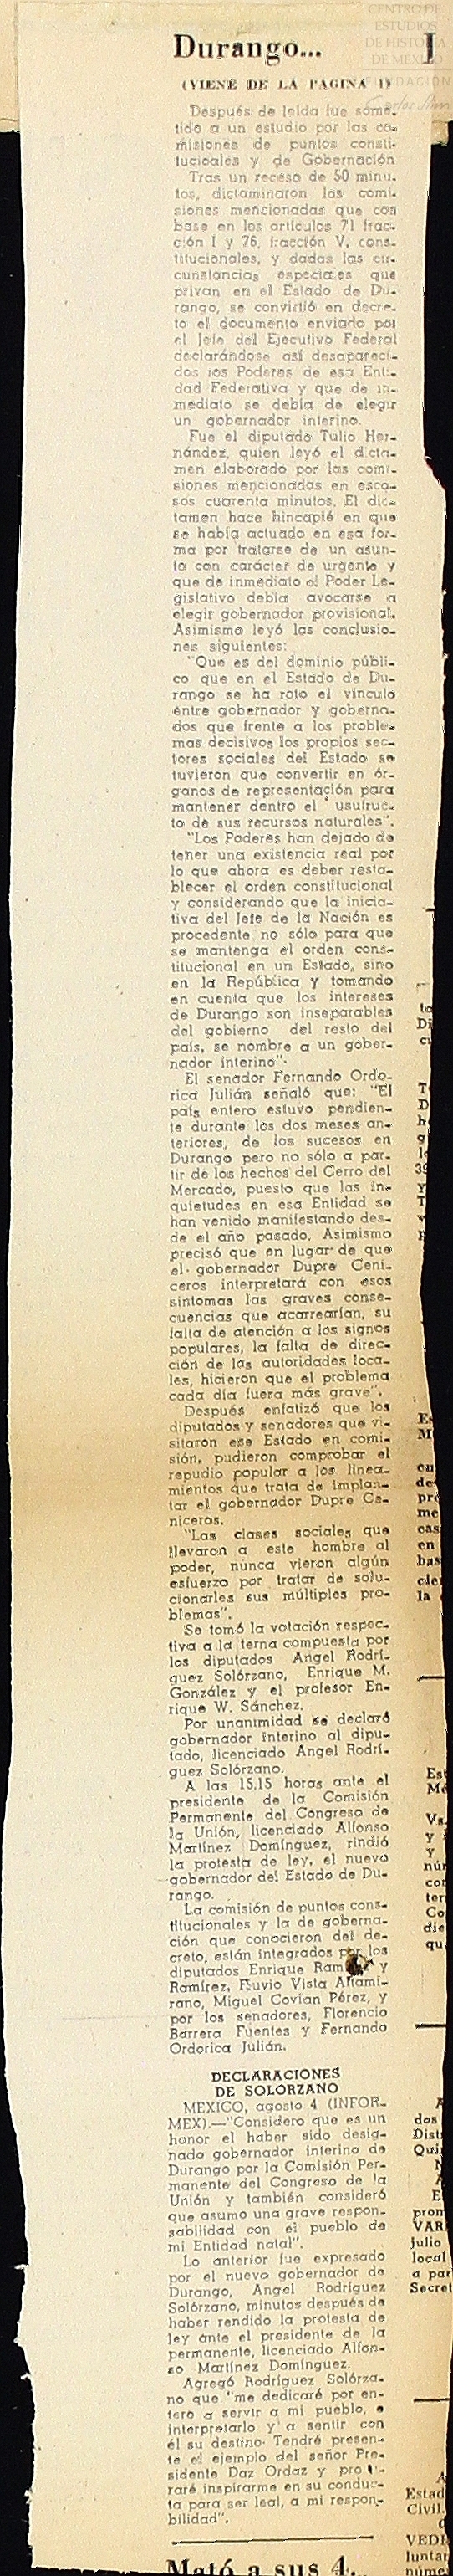 CENTRO DE
ESTUDIOS
DE HISTORIA
DE MEXICO
FUNDACIÓN
Carlos Slim
Durango...
(VIENE DE LA PAGINA 1)
Después de leída fue some-
tido a un estudio por las co-
misiones de puntos consti-
tucioales y de Gobernación
Tras un receso de 50 minu-
tos, dictaminaron las comi-
siones mencionadas que con
base en los artículos 71 frac-
ción I y 76, fracción V, cons-
titucionales, y dadas las cir-
cunstancias especiales que
privan en el Estado de Du-
rango, se convirtió en decre-
to el documento enviado por
el Jefe del Ejecutivo Federal
declarándose así desapareci-
dos los Poderes de esa Enti-
dad Federativa y que de in-
mediato se debía de elegir
un gobernador interino.
Fue el diputado Tulio Her-
nández, quien leyó el dicta-
men elaborado por las comi-
siones mencionadas en esca-
sos cuarenta minutos. El dic-
tamen hace hincapié en que
se había actuado en esa for-
ma por tratarse de un asun-
to con carácter de urgente y
que de inmediato el Poder Le-
gislativo debía avocarse a
elegir gobernador provisional.
Asimismo leyó las conclusio-
nes siguientes:
"Que es del dominio públi-
co que en el Estado de Du-
rango se ha roto el vínculo
entre gobernador y goberna-
dos que frente a los proble-
mas decisivos los propios sec-
tores sociales del Estado se
tuvieron que convertir en ór-
ganos de representación para
mantener dentro el usufruc-
to de sus recursos naturales".
"Los Poderes han dejado de
tener una existencia real por
lo que ahora es deber resta-
blecer el orden constitucional
y considerando que la inicia-
tiva del Jefe de la Nación es
procedente no sólo para que
se mantenga el orden cons-
titucional en un Estado, sino
en la República y tomando
en cuenta que los intereses
de Durango son inseparables
del gobierno del resto del
país, se nombre a un gober-
nador interino".
El senador Fernando Ordo-
rica Julián señaló que: "El
país entero estuvo pendien-
te durante los dos meses an-
teriores, de los sucesos en
Durango pero no sólo a par-
tir de los hechos del Cerro del
Mercado, puesto que las in-
quietudes en esa Entidad se
han venido manifestando des-
de el año pasado. Asimismo
precisó que en lugar de que
el gobernador Dupre Ceni-
ceros interpretará con esos
síntomas las graves conse-
cuencias que acarrearían, su
falta de atención a los signos
populares, la falta de direc-
ción de las autoridades loca-
les, hicieron que el problema
cada día fuera más grave".
Después enfatizó que los
diputados y senadores que vi-
sitaron ese Estado en comi-
sión, pudieron comprobar el
repudio popular a los linea-
mientos que trata de implan-
tar el gobernador Dupre Ce-
niceros.
"Las clases sociales que
llevaron a este hombre al
poder, nunca vieron algún
esfuerzo por tratar de solu-
cionarles sus múltiples pro-
blemas".
Se tomó la votación respec-
tiva a la terna compuesta por
los diputados Angel Rodrí-
guez Solórzano, Enrique M.
González y el profesor En-
rique W. Sánchez.
Por unanimidad se declaró
gobernador interino al dipu-
tado, licenciado Angel Rodrí-
guez Solórzano.
A las 15.15 horas ante el
presidente de la Comisión
Permanente del Congreso de
la Unión, licenciado Alfonso
Martínez Domínguez, rindió
la protesta de ley, el nuevo
gobernador del Estado de Du-
rango.
La comisión de puntos cons-
titucionales y la de goberna-
ción que conocieron del de-
creto, están integrados por los
diputados Enrique y
Ramírez, Fluvio Vista Altami-
rano, Miguel Covian Pérez, y
por los senadores, Florencio
Barrera Fuentes y Fernando
Ordorica Julián.
DECLARACIONES
DE SOLORZANO
MEXICO, agosto 4 (INFOR-
MEX).—"Considero que es un
honor el haber sido desig-
nado gobernador interino de
Durango por la Comisión Per-
manente del Congreso de la
Unión y también consideró
que asumo una grave respon-
sabilidad con el pueblo de
mi Entidad natal".
Lo anterior fue expresado
por el nuevo gobernador de
Durango, Angel Rodríguez
Solórzano, minutos después de
haber rendido la protesta de
ley ante el presidente de la
permanente, licenciado Alfon-
so Martínez Domínguez.
Agregó Rodríguez Solórza-
no que "me dedicaré por en-
tero a servir a mi pueblo, a
interpretarlo y a sentir con
él su destino. Tendré presen-
te el ejemplo del señor Pre-
sidente Daz Ordaz y pro
raré inspirarme en su conduc-
ta para ser leal, a mi respon-
bilidad".
Mató a sus 4.